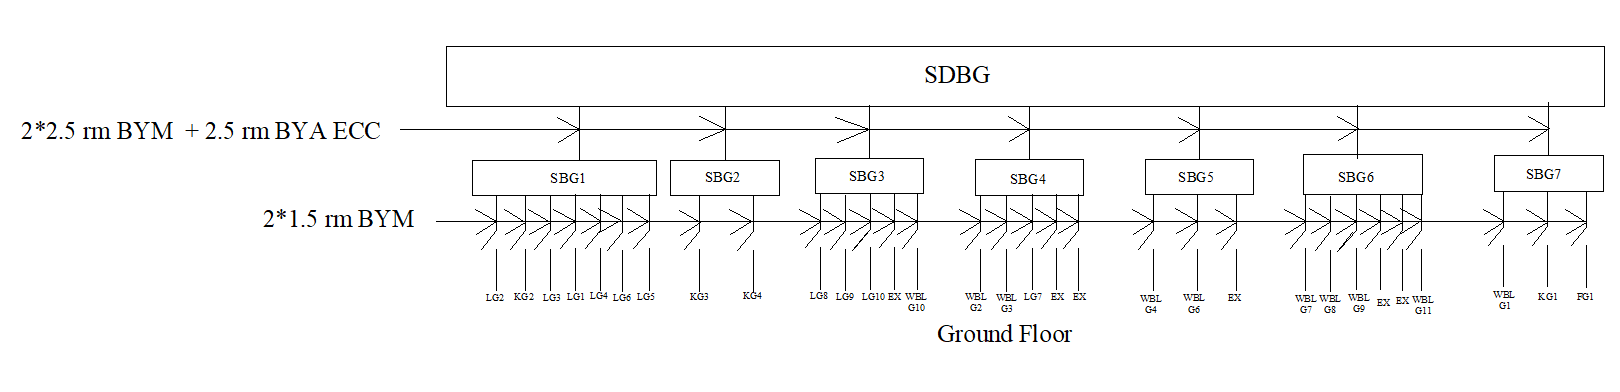 SDBG
2*2.5 rm BYM + 2.5 rm BYA ECC
SBG1 SBG2 SBG3 SBG4 SBG5 SBG6 SBG7
2*1.5 rm BYM
LG2 KG2 LG3 LG1 LG4 LG6 LG5 KG3 KG4 LG8 LG9 LG10 EX WBL WBL WBL LG7 EX EX WBL WBL EX WBL WBL WBL EX EX WBL WBL KG1 FG1
G10 G2 G3 G4 G6 G7 G8 G9 G11 G1
Ground Floor